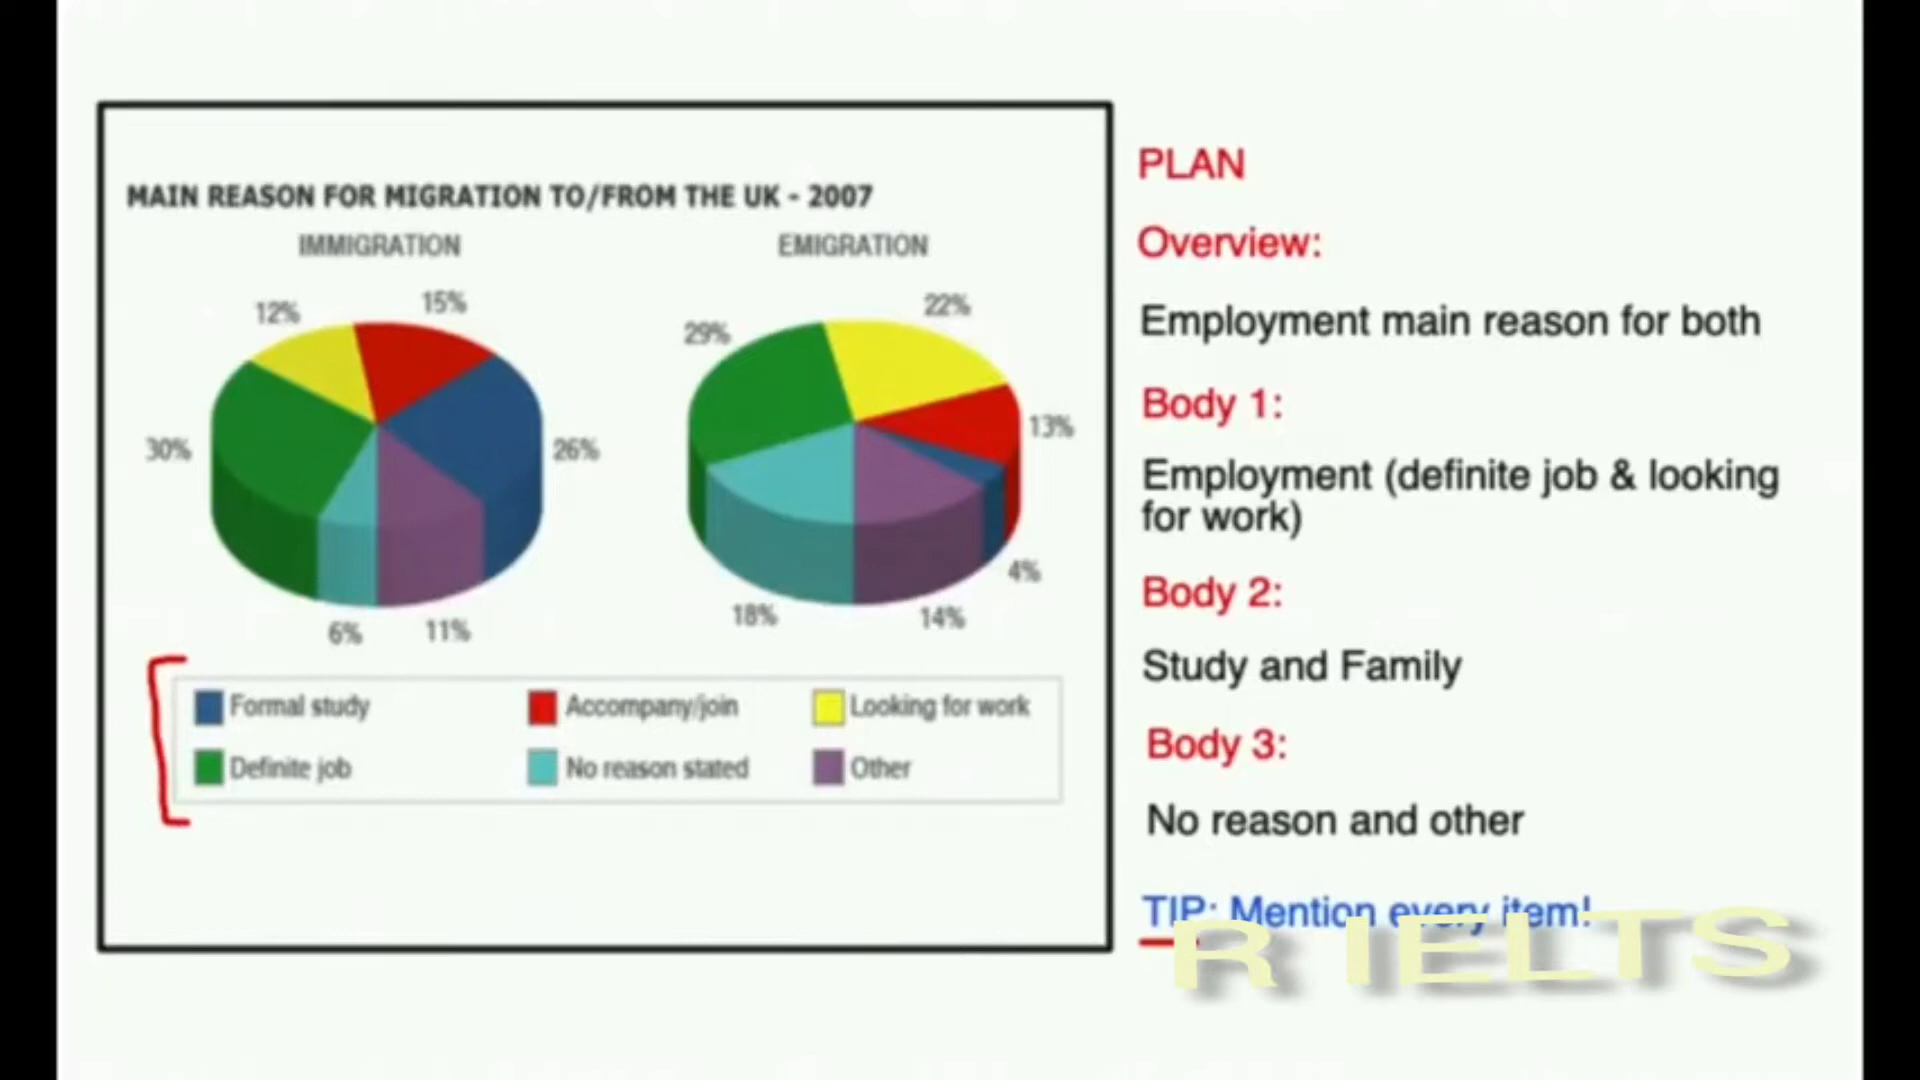 MAIN REASON FOR MIGRATION TO/FROM THE UK - 2007
IMMIGRATION
EMIGRATION
12%
15%
30%
26%
6%
11%
29%
22%
13%
4%
18%
14%
Formal study
Accompany/join
Looking for work
Definite job
No reason stated
Other
PLAN
Overview:
Employment main reason for both
Body 1:
Employment (definite job & looking
for work)
Body 2:
Study and Family
Body 3:
No reason and other
TIP: Mention every item!
R IELTS